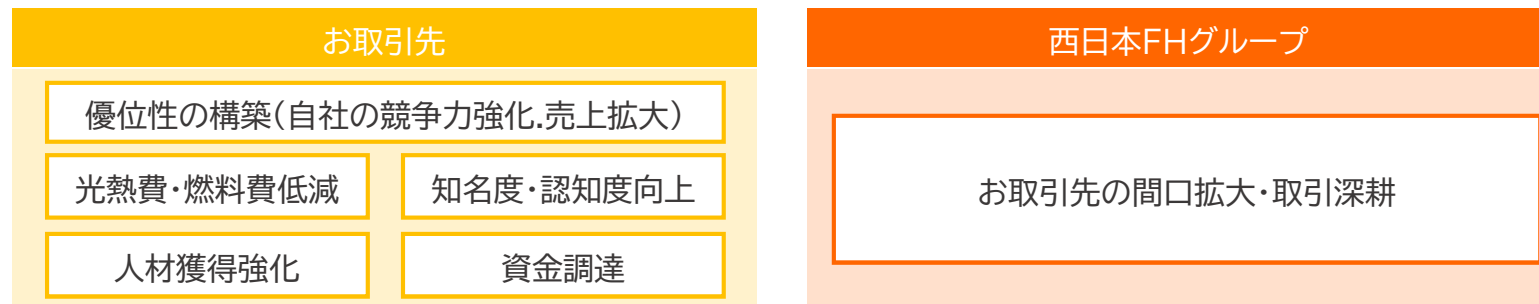 お取引先
優位性の構築(自社の競争力強化.売上拡大)
光熱費・燃料費低減
知名度・認知度向上
人材獲得強化
資金調達
西日本FHグループ
お取引先の間口拡大・取引深耕